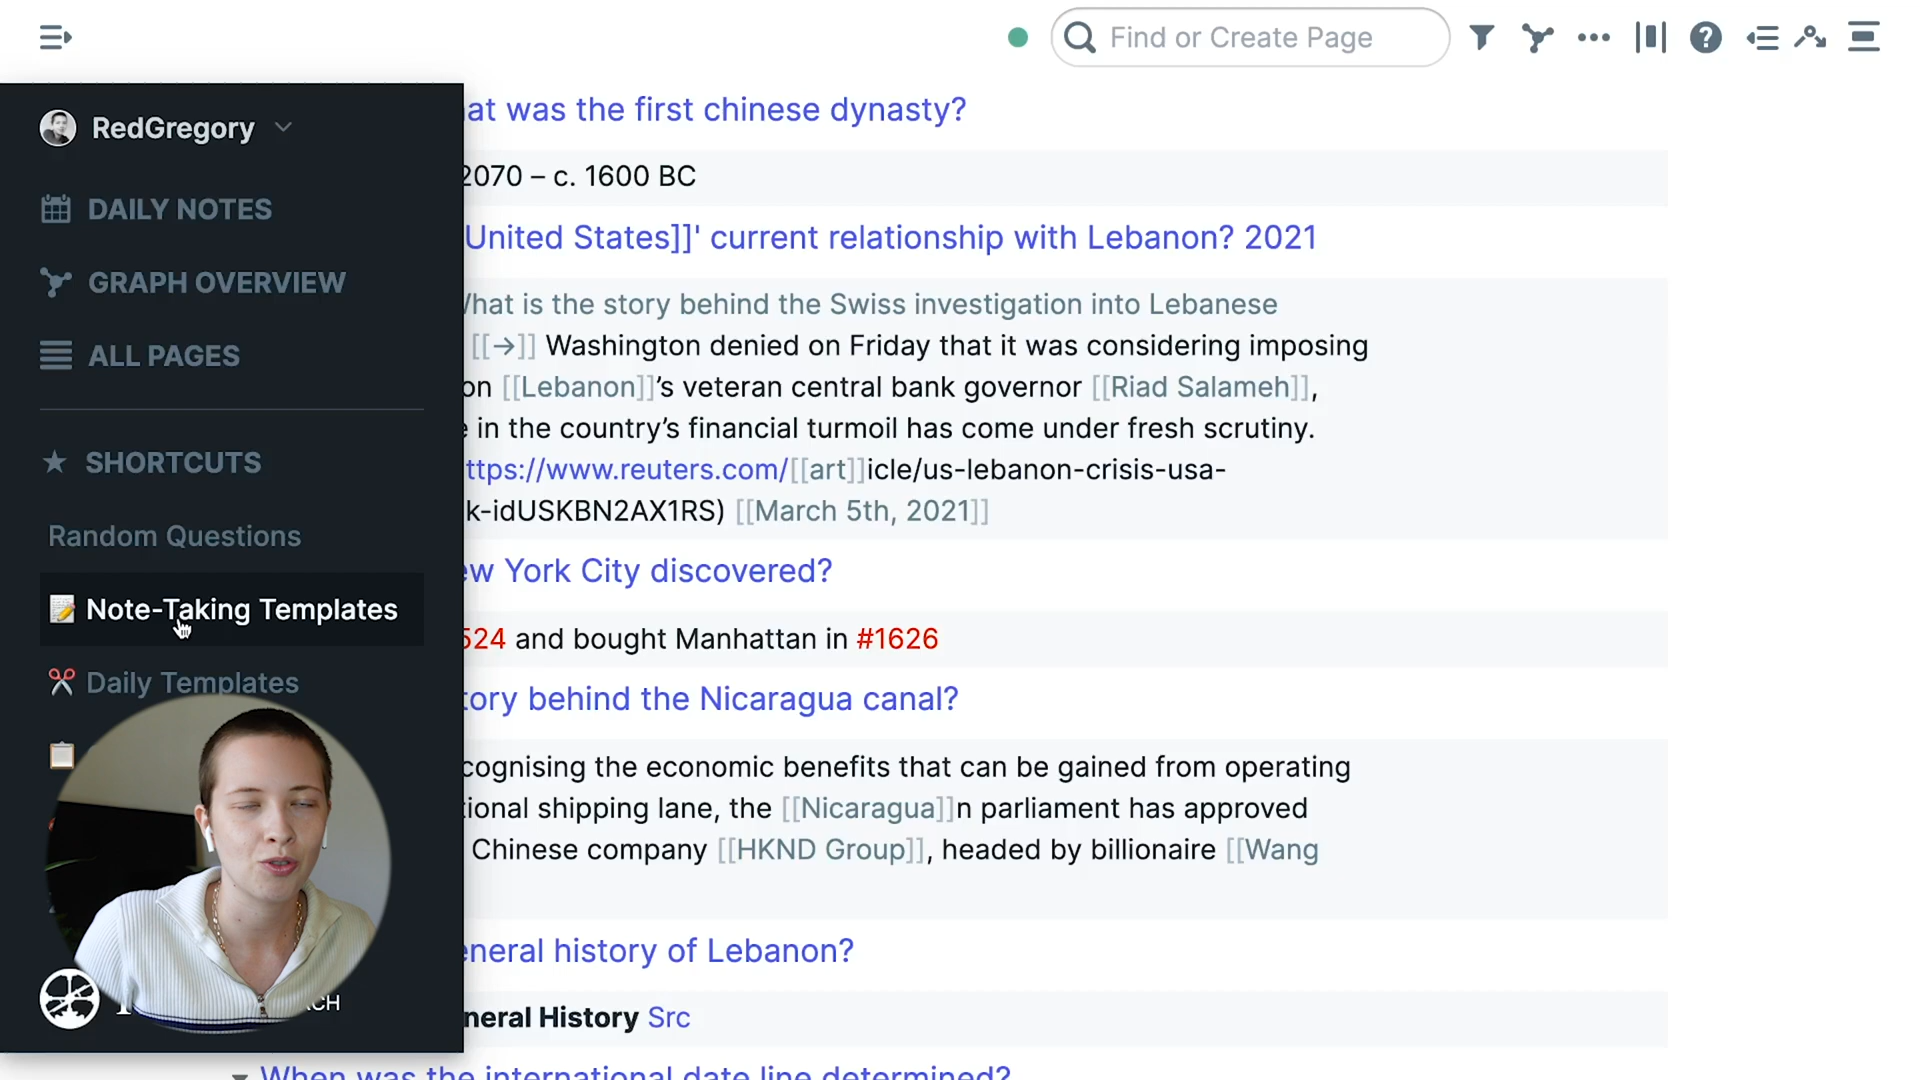 Find or Create Page
RedGregory
DAILY NOTES
GRAPH OVERVIEW
ALL PAGES
SHORTCUTS
Random Questions
Note-Taking Templates
Daily Templates
at was the first chinese dynasty?
2070 – c. 1600 BC
United States]]' current relationship with Lebanon? 2021
hat is the story behind the Swiss investigation into Lebanese
[[→]] Washington denied on Friday that it was considering imposing
on [[Lebanon]]’s veteran central bank governor [[Riad Salameh]],
e in the country’s financial turmoil has come under fresh scrutiny.
ttps://www.reuters.com/[[art]]icle/us-lebanon-crisis-usa-
k-idUSKBN2AX1RS) [[March 5th, 2021]]
ew York City discovered?
524 and bought Manhattan in #1626
tory behind the Nicaragua canal?
cognising the economic benefits that can be gained from operating
tional shipping lane, the [[Nicaragua]]n parliament has approved
Chinese company [[HKND Group]], headed by billionaire [[Wang
eneral history of Lebanon?
neral History Src
When was the international date line determined?